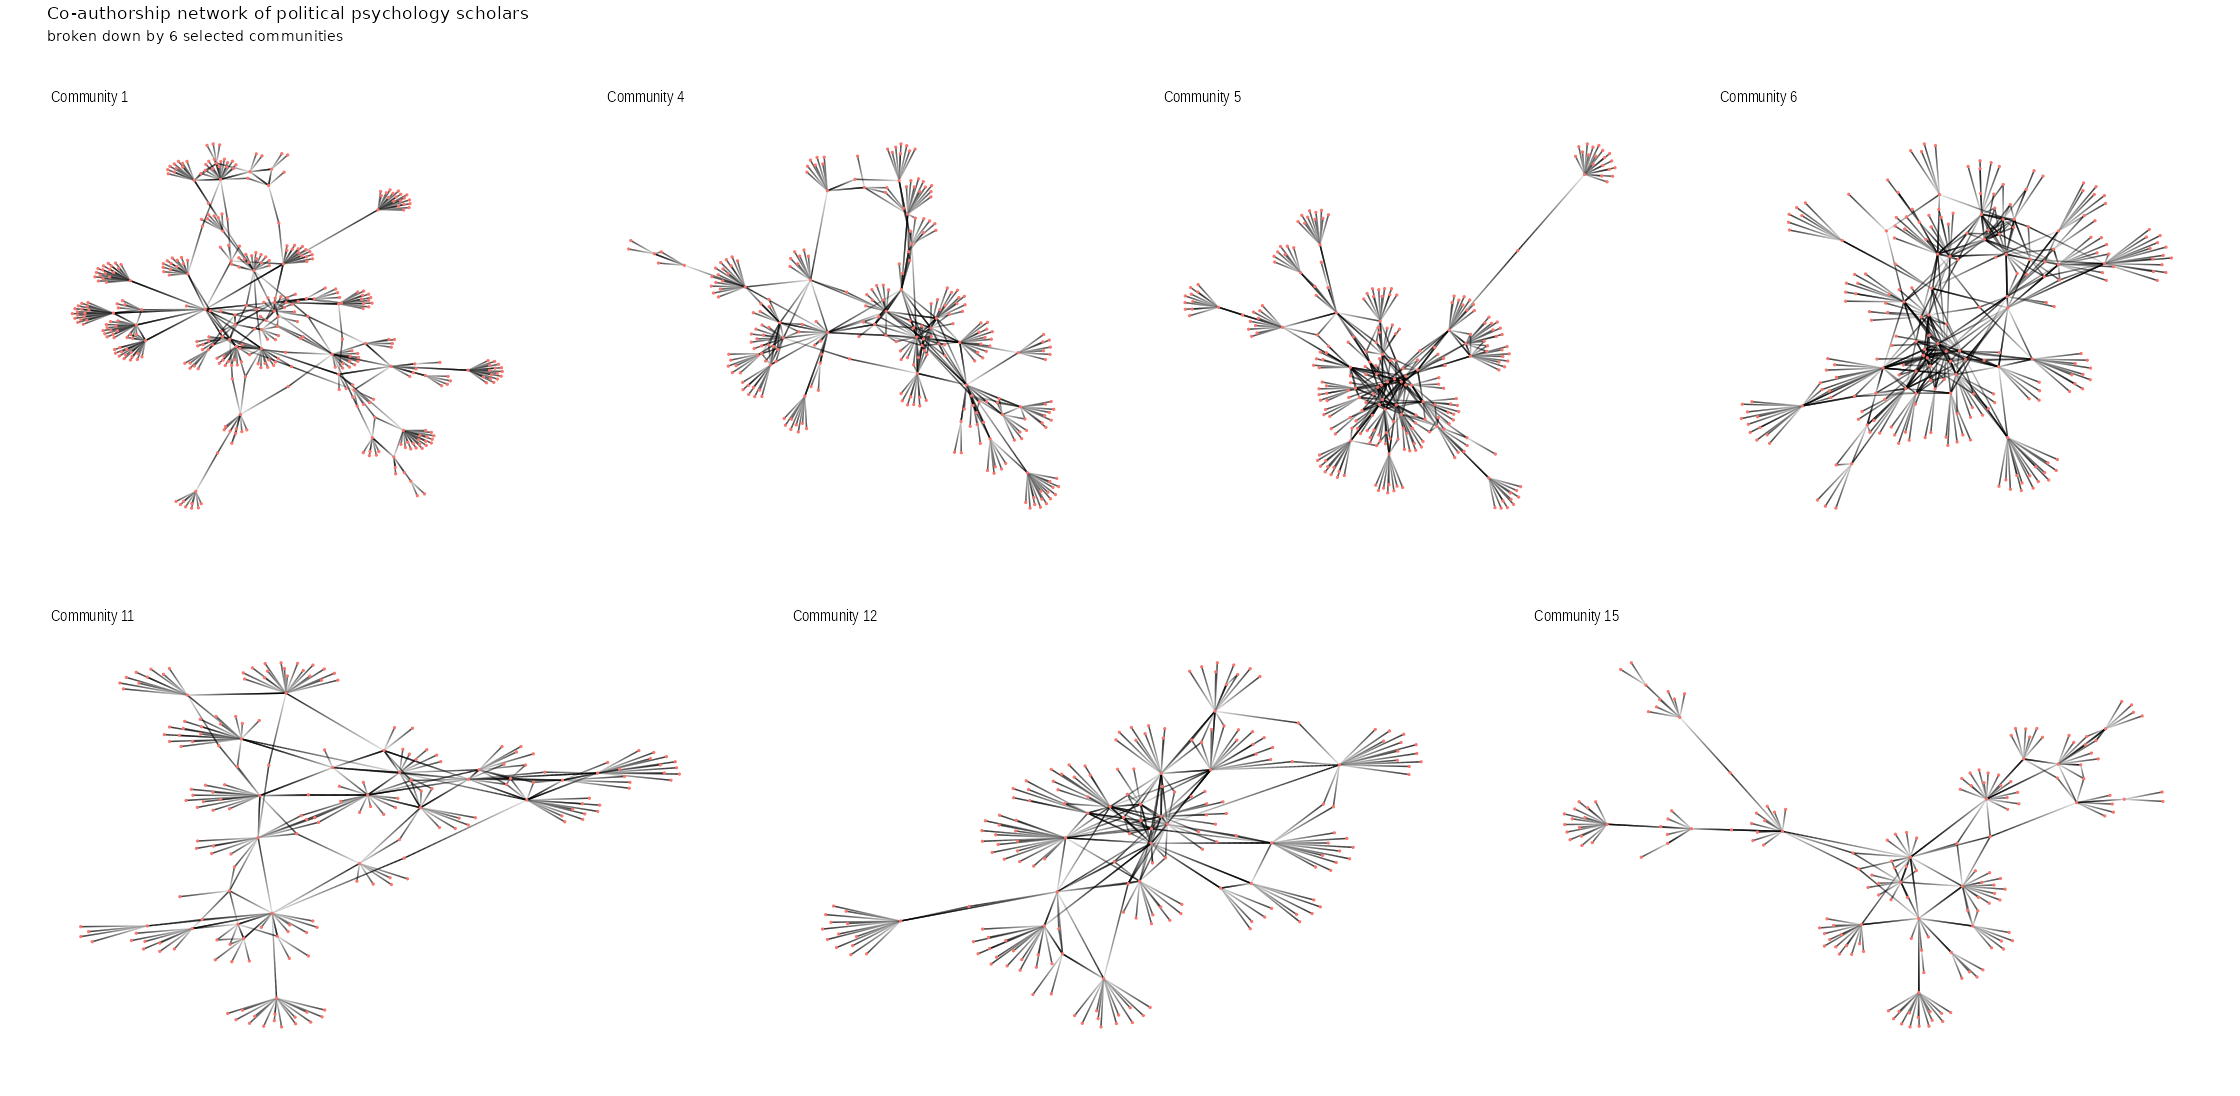 Co-authorship network of political psychology scholars
broken down by 6 selected communities
Community 1
Community 4
Community 5
Community 6
Community 11
Community 12
Community 15